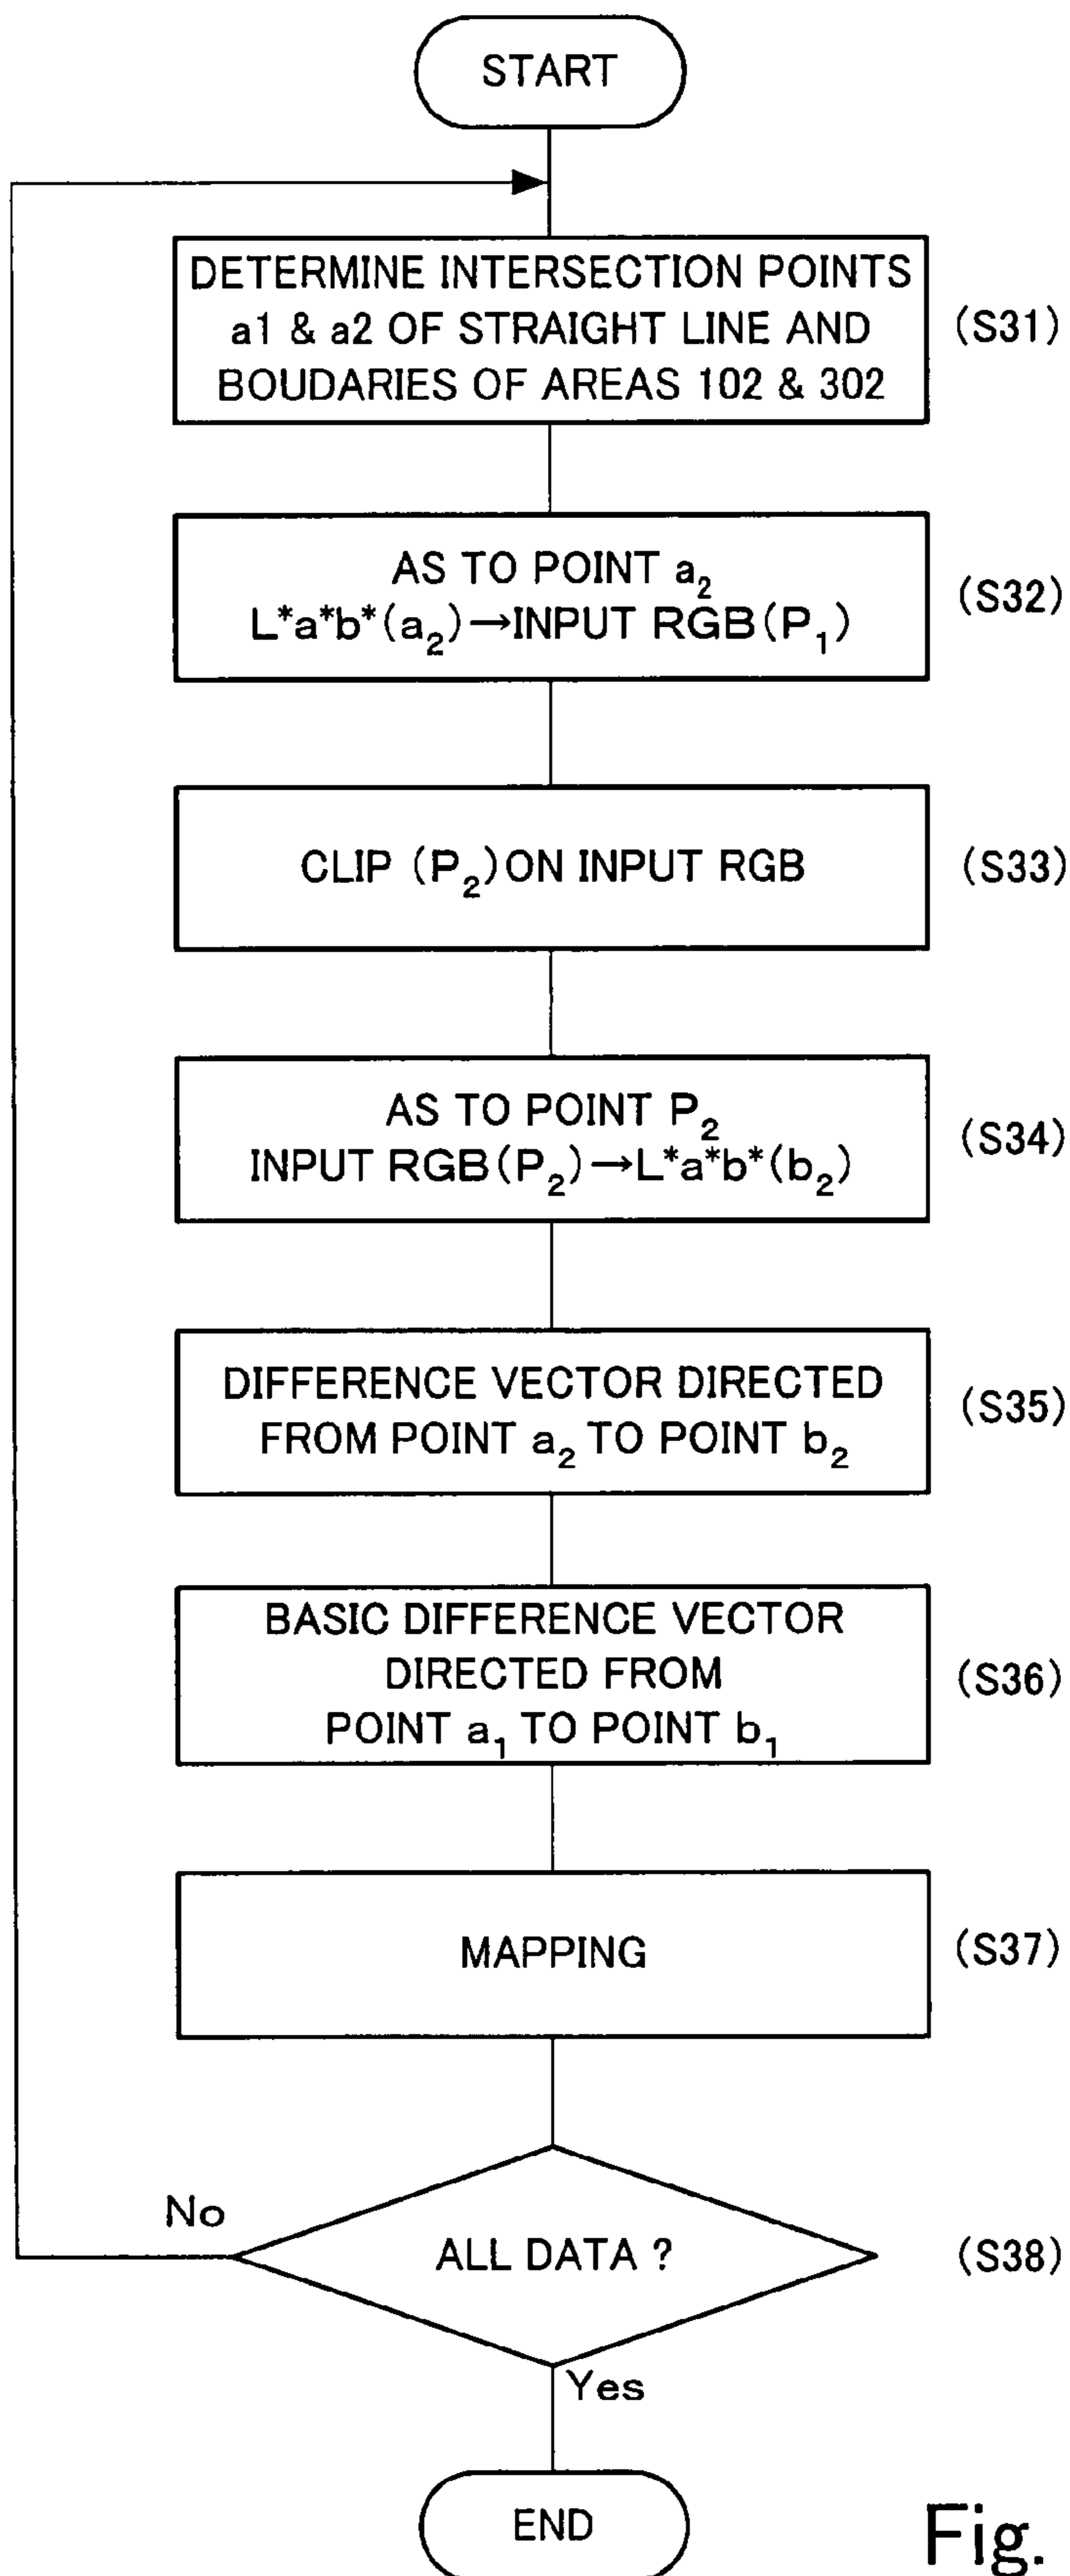 START
DETERMINE INTERSECTION POINTS
a1 & a2 OF STRAIGHT LINE AND
BOUDARIES OF AREAS 102 & 302
(S31)
AS TO POINT a₂
L*a*b*(a₂)→INPUT RGB(P₁)
(S32)
CLIP (P₂)ON INPUT RGB
(S33)
AS TO POINT P₂
INPUT RGB(P₂)→L*a*b*(b₂)
(S34)
DIFFERENCE VECTOR DIRECTED
FROM POINT a₂ TO POINT b₂
(S35)
BASIC DIFFERENCE VECTOR
DIRECTED FROM
POINT a₁ TO POINT b₁
(S36)
MAPPING
(S37)
No
ALL DATA ?
(S38)
Yes
END
Fig.